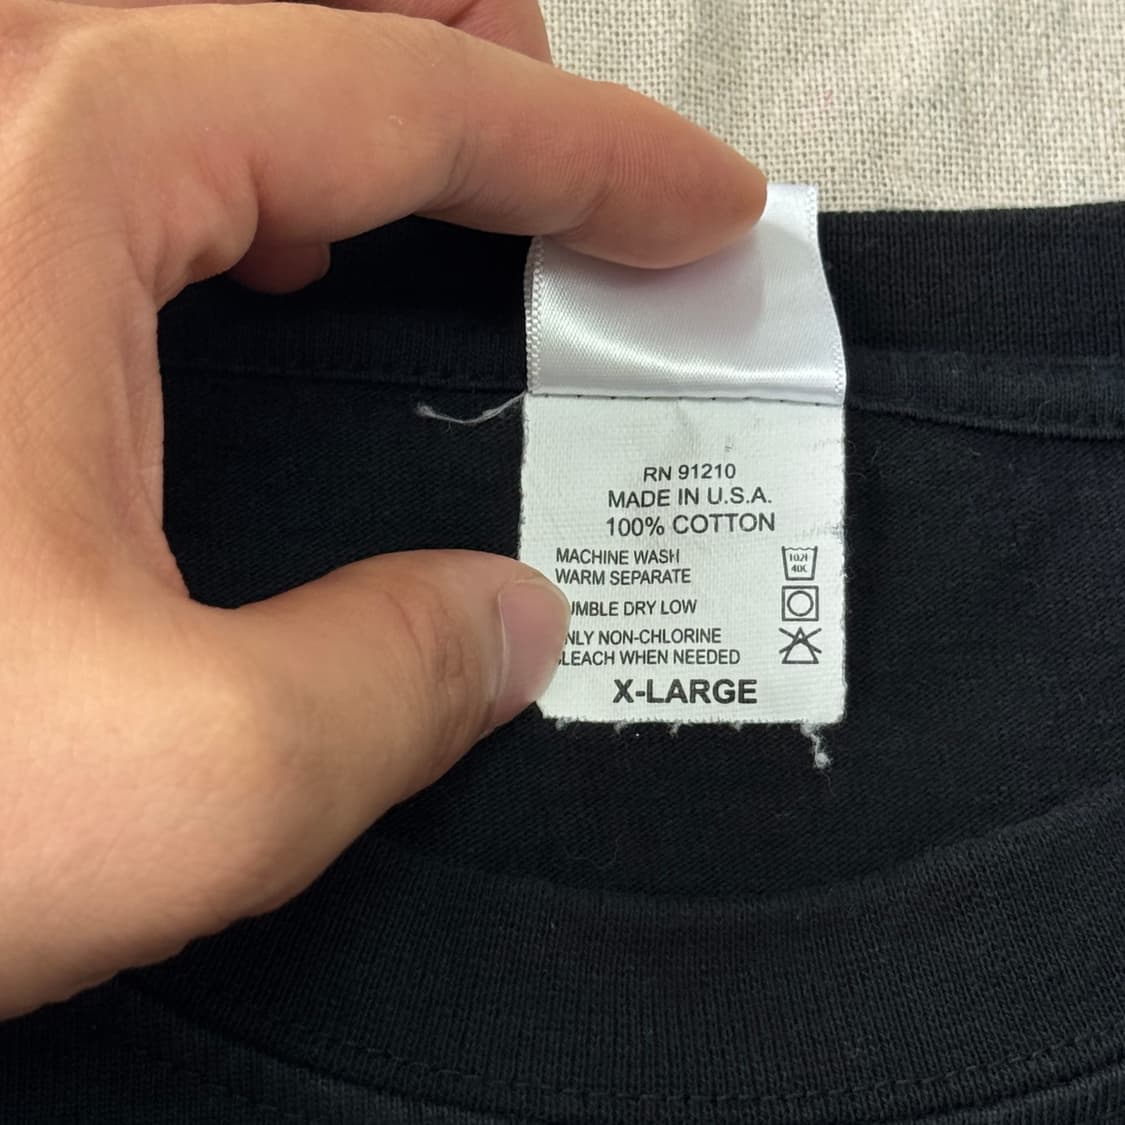 RN 91210
MADE IN U.S.A.
100% COTTON
MACHINE WASH
WARM SEPARATE
UMBLE DRY LOW
NLY NON-CHLORINE
LEACH WHEN NEEDED
X-LARGE